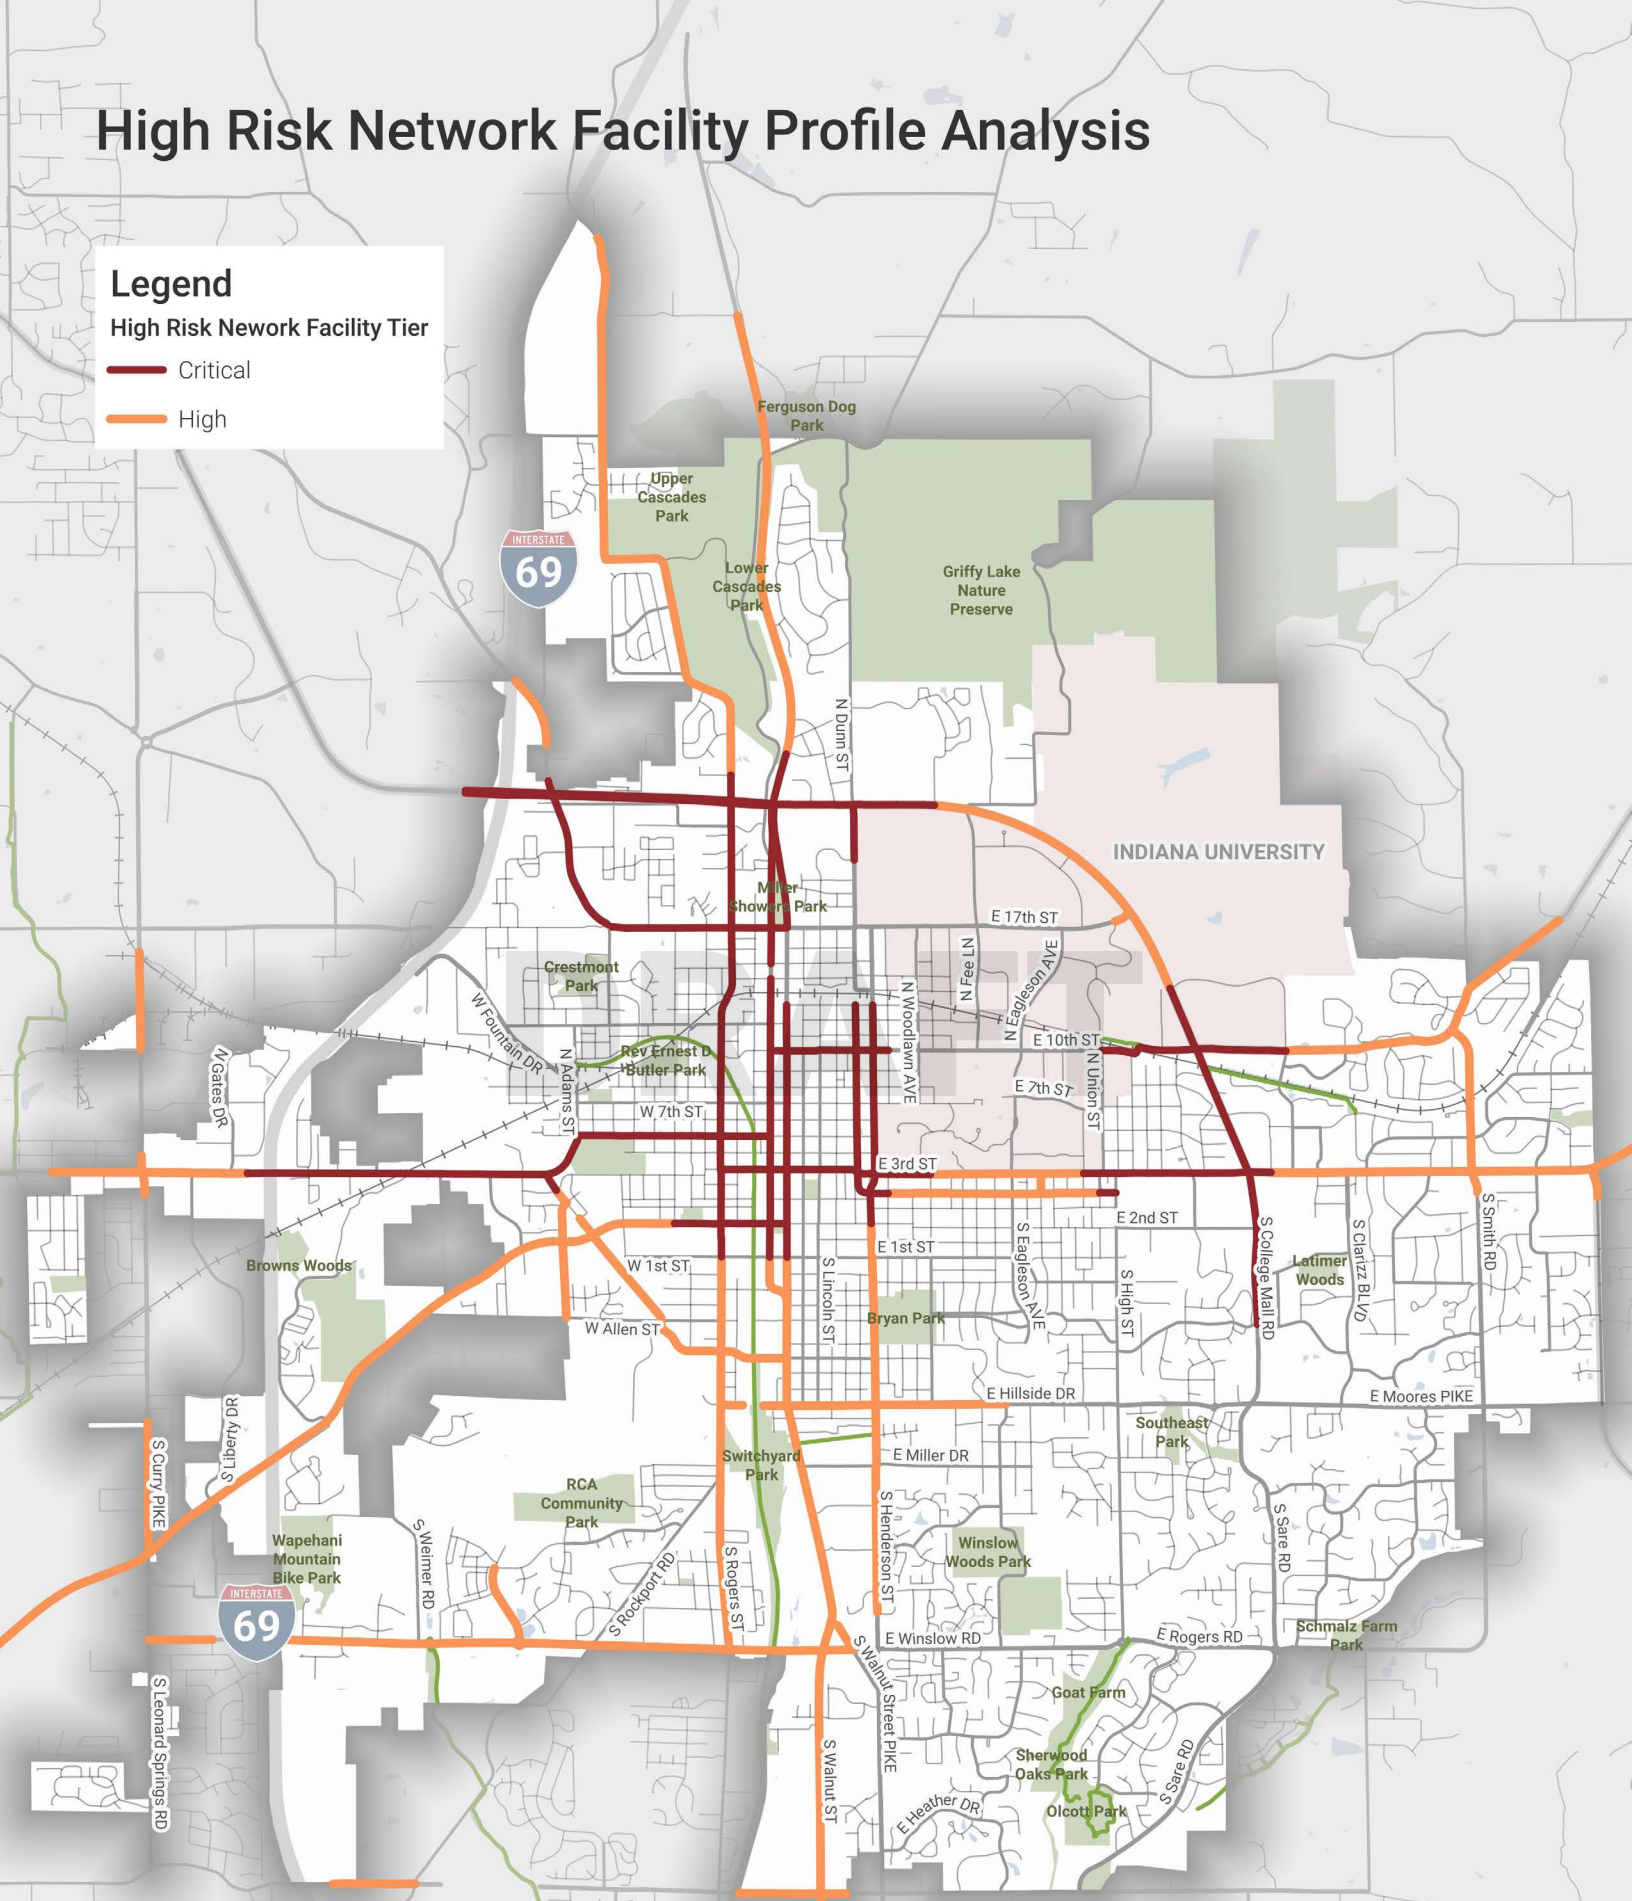 High Risk Network Facility Profile Analysis
Legend
High Risk Nework Facility Tier
Critical
High
Ferguson Dog
Park
Upper
Cascades
Park
INTERSTATE
69
Lower
Cascades
Park
Griffy Lake
Nature
Preserve
N Dunn ST
INDIANA UNIVERSITY
Miller
Showers Park
E 17th ST
Crestmont
Park
N Fee LN
N Eagleson AVE
N Woodlawn AVE
DRAFT
W Fountain DR
N Adams ST
Rev Ernest D
Butler Park
E 10th ST
N Gates DR
E 7th ST
N Union ST
W 7th ST
E 3rd ST
E 2nd ST
S Smith RD
E 1st ST
S Eagleson AVE
S College Mall RD
S Clarizz BLVD
Latimer
Woods
Browns Woods
W 1st ST
S Lincoln ST
S High ST
Bryan Park
W Allen ST
E Hillside DR
E Moores PIKE
S Liberty DR
Southeast
Park
S Curry PIKE
Switchyard
Park
E Miller DR
RCA
Community
Park
S Henderson ST
S Sare RD
Wapehani
Mountain
Bike Park
S Weimer RD
S Rockport RD
S Rogers ST
Winslow
Woods Park
INTERSTATE
69
E Winslow RD
E Rogers RD
Schmalz Farm
Park
S Leonard Springs RD
S Walnut Street PIKE
Goat Farm
S Walnut ST
Sherwood
Oaks Park
S Sare RD
E Heather DR
Olcott Park